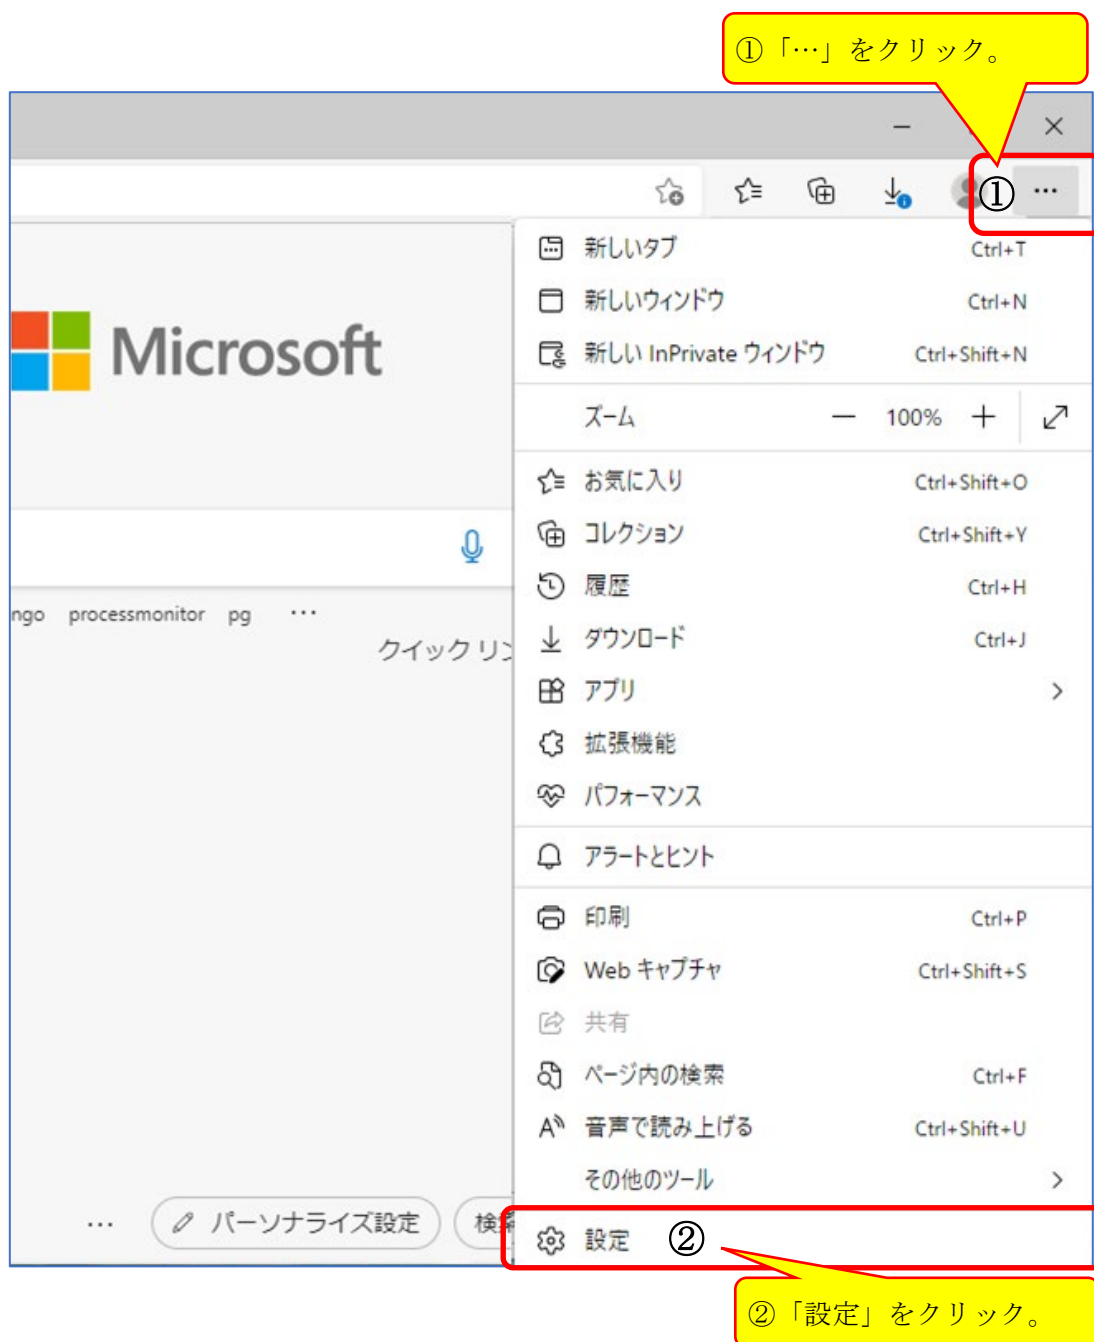 ①「…」をクリック。
①
…
Microsoft
新しいタブ Ctrl+T
新しいウィンドウ Ctrl+N
新しい InPrivate ウィンドウ Ctrl+Shift+N
ズーム — 100% +
お気に入り Ctrl+Shift+O
コレクション Ctrl+Shift+Y
履歴 Ctrl+H
ダウンロード Ctrl+J
アプリ
拡張機能
パフォーマンス
アラートとヒント
印刷 Ctrl+P
Web キャプチャ Ctrl+Shift+S
共有
ページ内の検索 Ctrl+F
音声で読み上げる Ctrl+Shift+U
その他のツール
設定 ②
ngo processmonitor pg …
クイック リン
… パーソナライズ設定 検索
②「設定」をクリック。